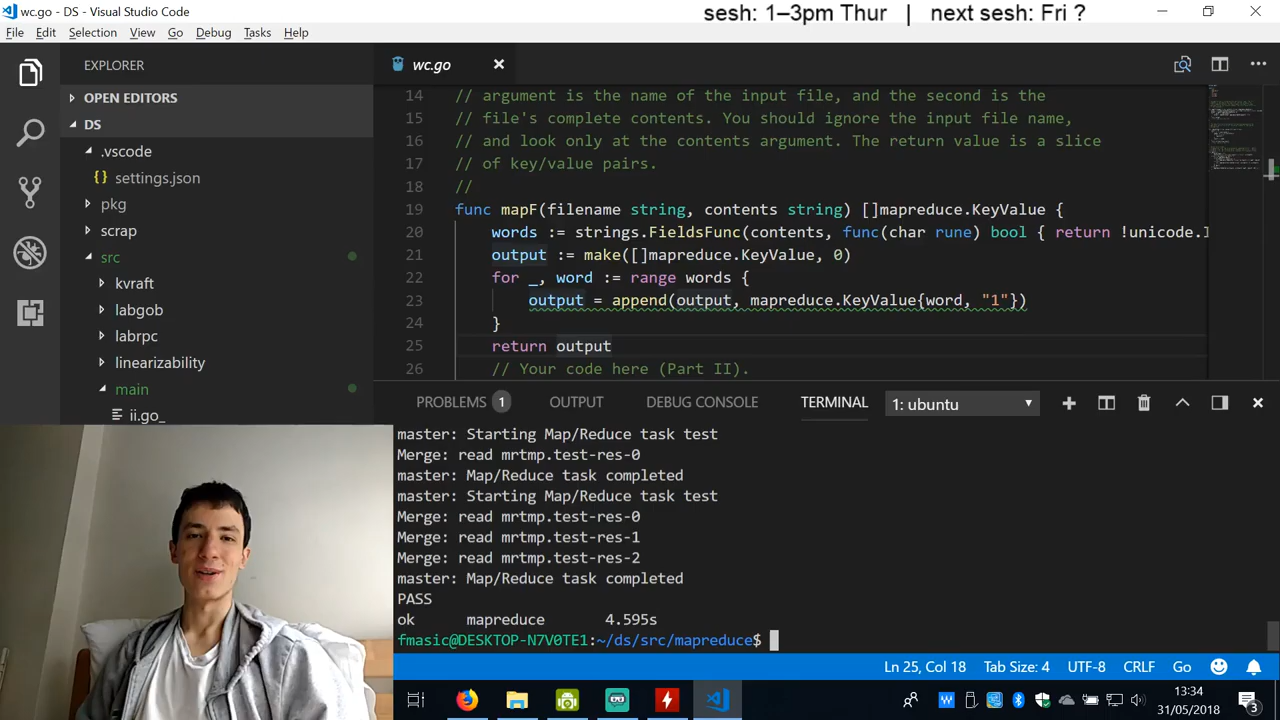 wc.go - DS - Visual Studio Code
sesh: 1–3pm Thur | next sesh: Fri ?
File Edit Selection View Go Debug Tasks Help
EXPLORER
OPEN EDITORS
DS
.vscode
{} settings.json
pkg
scrap
src
kvraft
labgob
labrpc
linearizability
main
ii.go_
wc.go
14 // argument is the name of the input file, and the second is the
15 // file's complete contents. You should ignore the input file name,
16 // and look only at the contents argument. The return value is a slice
17 // of key/value pairs.
18 //
19 func mapF(filename string, contents string) []mapreduce.KeyValue {
20 words := strings.FieldsFunc(contents, func(char rune) bool { return !unicode.
21 output := make([]mapreduce.KeyValue, 0)
22 for _, word := range words {
23 output = append(output, mapreduce.KeyValue{word, "1"})
24 }
25 return output
26 // Your code here (Part II).
PROBLEMS 1 OUTPUT DEBUG CONSOLE TERMINAL 1: ubuntu
master: Starting Map/Reduce task test
Merge: read mrtmp.test-res-0
master: Map/Reduce task completed
master: Starting Map/Reduce task test
Merge: read mrtmp.test-res-0
Merge: read mrtmp.test-res-1
Merge: read mrtmp.test-res-2
master: Map/Reduce task completed
PASS
ok mapreduce 4.595s
fmasic@DESKTOP-N7V0TE1:~/ds/src/mapreduce$
Ln 25, Col 18 Tab Size: 4 UTF-8 CRLF Go
13:34
31/05/2018
3